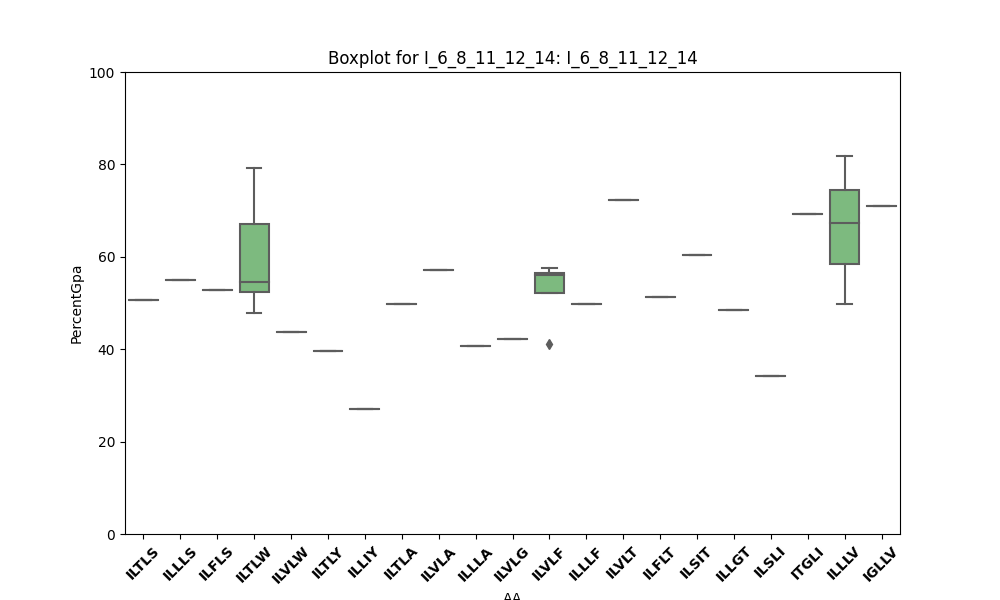 Boxplot for I_6_8_11_12_14: I_6_8_11_12_14
100
80
60
40
20
0
PercentGpa
ILTLS
ILLLS
ILFLS
ILTLW
ILVLW
ILTLY
ILLIY
ILTLA
ILVLA
ILLLA
ILVLG
ILVLF
ILLLF
ILVLT
ILFLT
ILSIT
ILLGT
ILSLI
ITGLI
ILLLV
IGLLV
AA